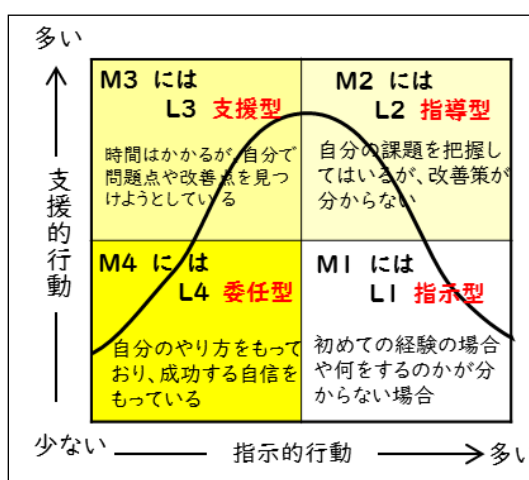 多い
M3 には
L3 支援型
時間はかかるが、自分で
問題点や改善点を見つ
けようとしている
M2 には
L2 指導型
自分の課題を把握し
てはいるが、改善策が
分からない
支援的行動
M4 には
L4 委任型
自分のやり方をもって
おり、成功する自信を
もっている
M1 には
L1 指示型
初めての経験の場合
や何をするのかが分
からない場合
少ない
指示的行動
多い